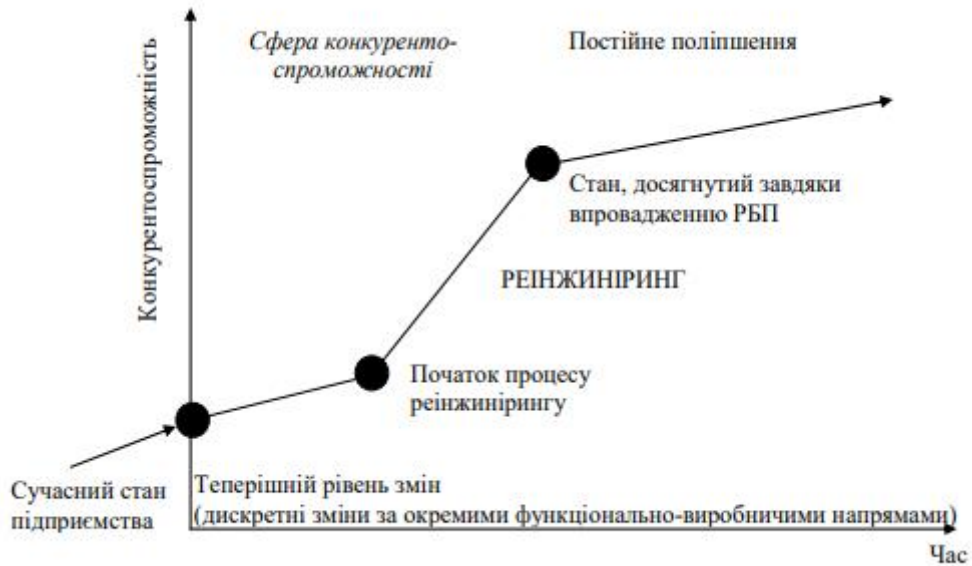 Конкурентоспроможність
Сфера конкуренто-
спроможності
Постійне поліпшення
Стан, досягнутий завдяки
впровадженню РБП
РЕІНЖИНІРИНГ
Початок процесу
реінжинірингу
Сучасний стан
підприємства
Теперішній рівень змін
(дискретні зміни за окремими функціонально-виробничими напрямами)
Час